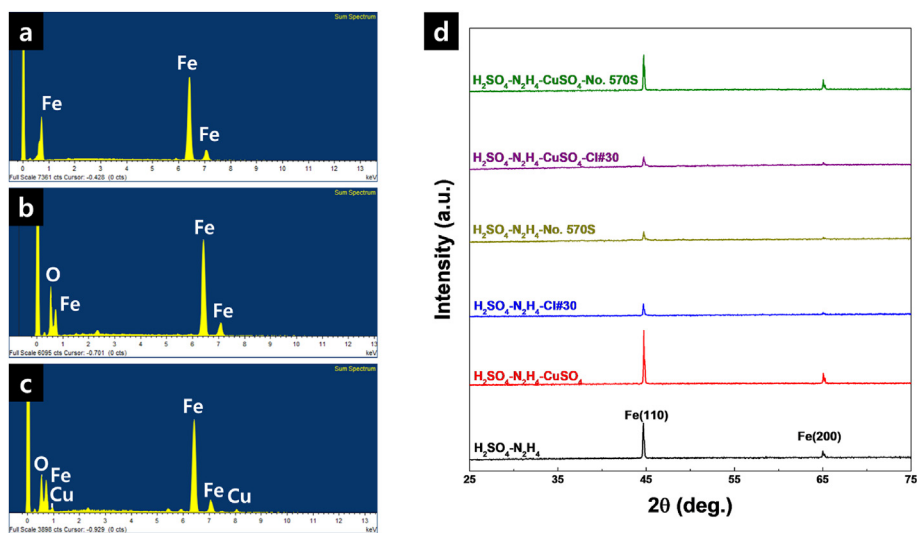 a
Sum Spectrum
Fe
Fe
Fe
0 1 2 3 4 5 6 7 8 9 10 11 12 13
Full Scale 7361 cts Cursor: -0.428 (0 cts) keV
b
Sum Spectrum
Fe
O
Fe
Fe
0 1 2 3 4 5 6 7 8 9 10 11 12 13
Full Scale 6095 cts Cursor: -0.701 (0 cts) keV
c
Sum Spectrum
Fe
O
Fe
Cu
Fe
Cu
0 1 2 3 4 5 6 7 8 9 10 11 12 13
Full Scale 3898 cts Cursor: -0.929 (0 cts) keV
d
H₂SO₄-N₂H₄-CuSO₄-No. 570S
H₂SO₄-N₂H₄-CuSO₄-CI#30
H₂SO₄-N₂H₄-No. 570S
H₂SO₄-N₂H₄-CI#30
H₂SO₄-N₂H₄-CuSO₄
H₂SO₄-N₂H₄
Fe(110)
Fe(200)
Intensity (a.u.)
25 35 45 55 65 75
2θ (deg.)